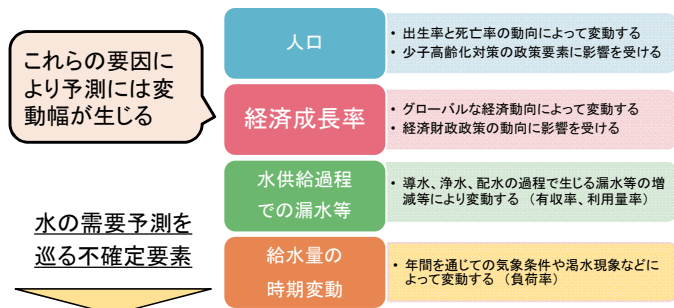 これらの要因に
より予測には変
動幅が生じる
水の需要予測を
巡る不確定要素
人口
• 出生率と死亡率の動向によって変動する
• 少子高齢化対策の政策要素に影響を受ける
経済成長率
• グローバルな経済動向によって変動する
• 経済財政政策の動向に影響を受ける
水供給過程
での漏水等
• 導水、浄水、配水の過程で生じる漏水等の増
減等により変動する （有収率、利用量率）
給水量の
時期変動
• 年間を通じての気象条件や渇水現象などに
よって変動する （負荷率）